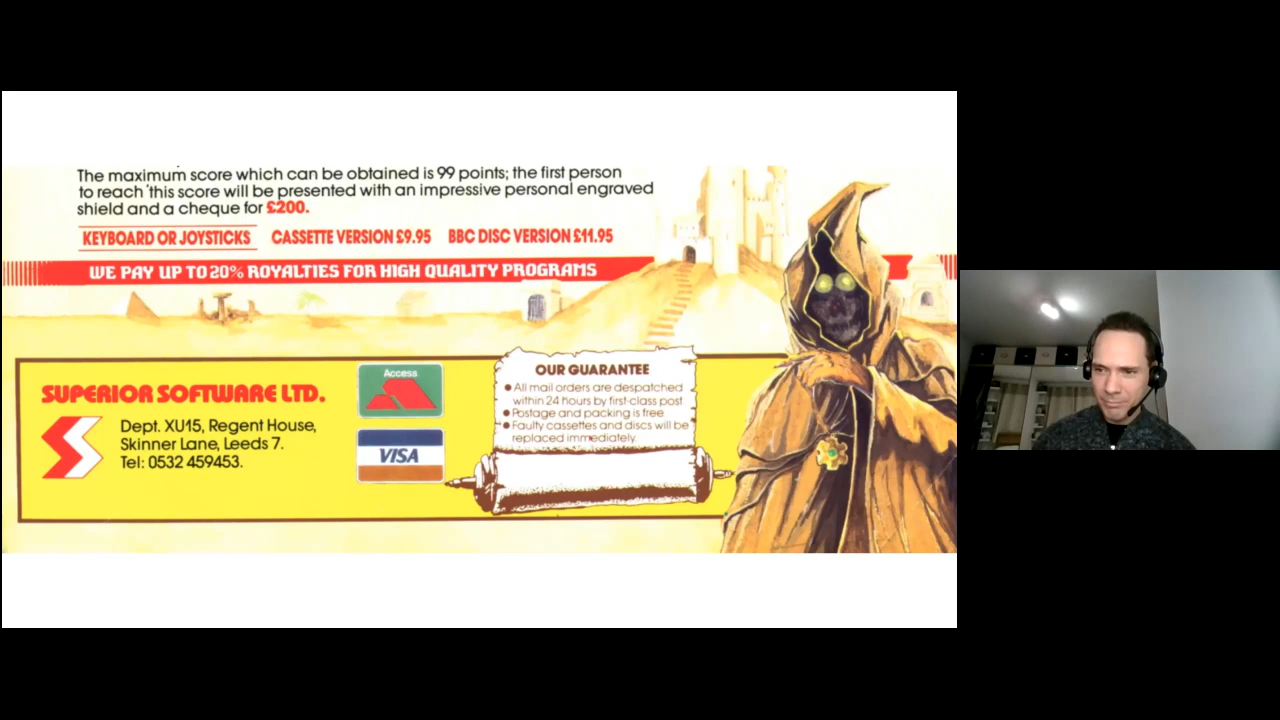 The maximum score which can be obtained is 99 points; the first person
to reach this score will be presented with an impressive personal engraved
shield and a cheque for £200.
KEYBOARD OR JOYSTICKS CASSETTE VERSION £9.95 BBC DISC VERSION £11.95
WE PAY UP TO 20% ROYALTIES FOR HIGH QUALITY PROGRAMS
SUPERIOR SOFTWARE LTD.
Dept. XU15, Regent House,
Skinner Lane, Leeds 7.
Tel: 0532 459453.
Access
VISA
OUR GUARANTEE
● All mail orders are despatched
within 24 hours by first-class post
● Postage and packing is free
● Faulty cassettes and discs will be
replaced immediately.